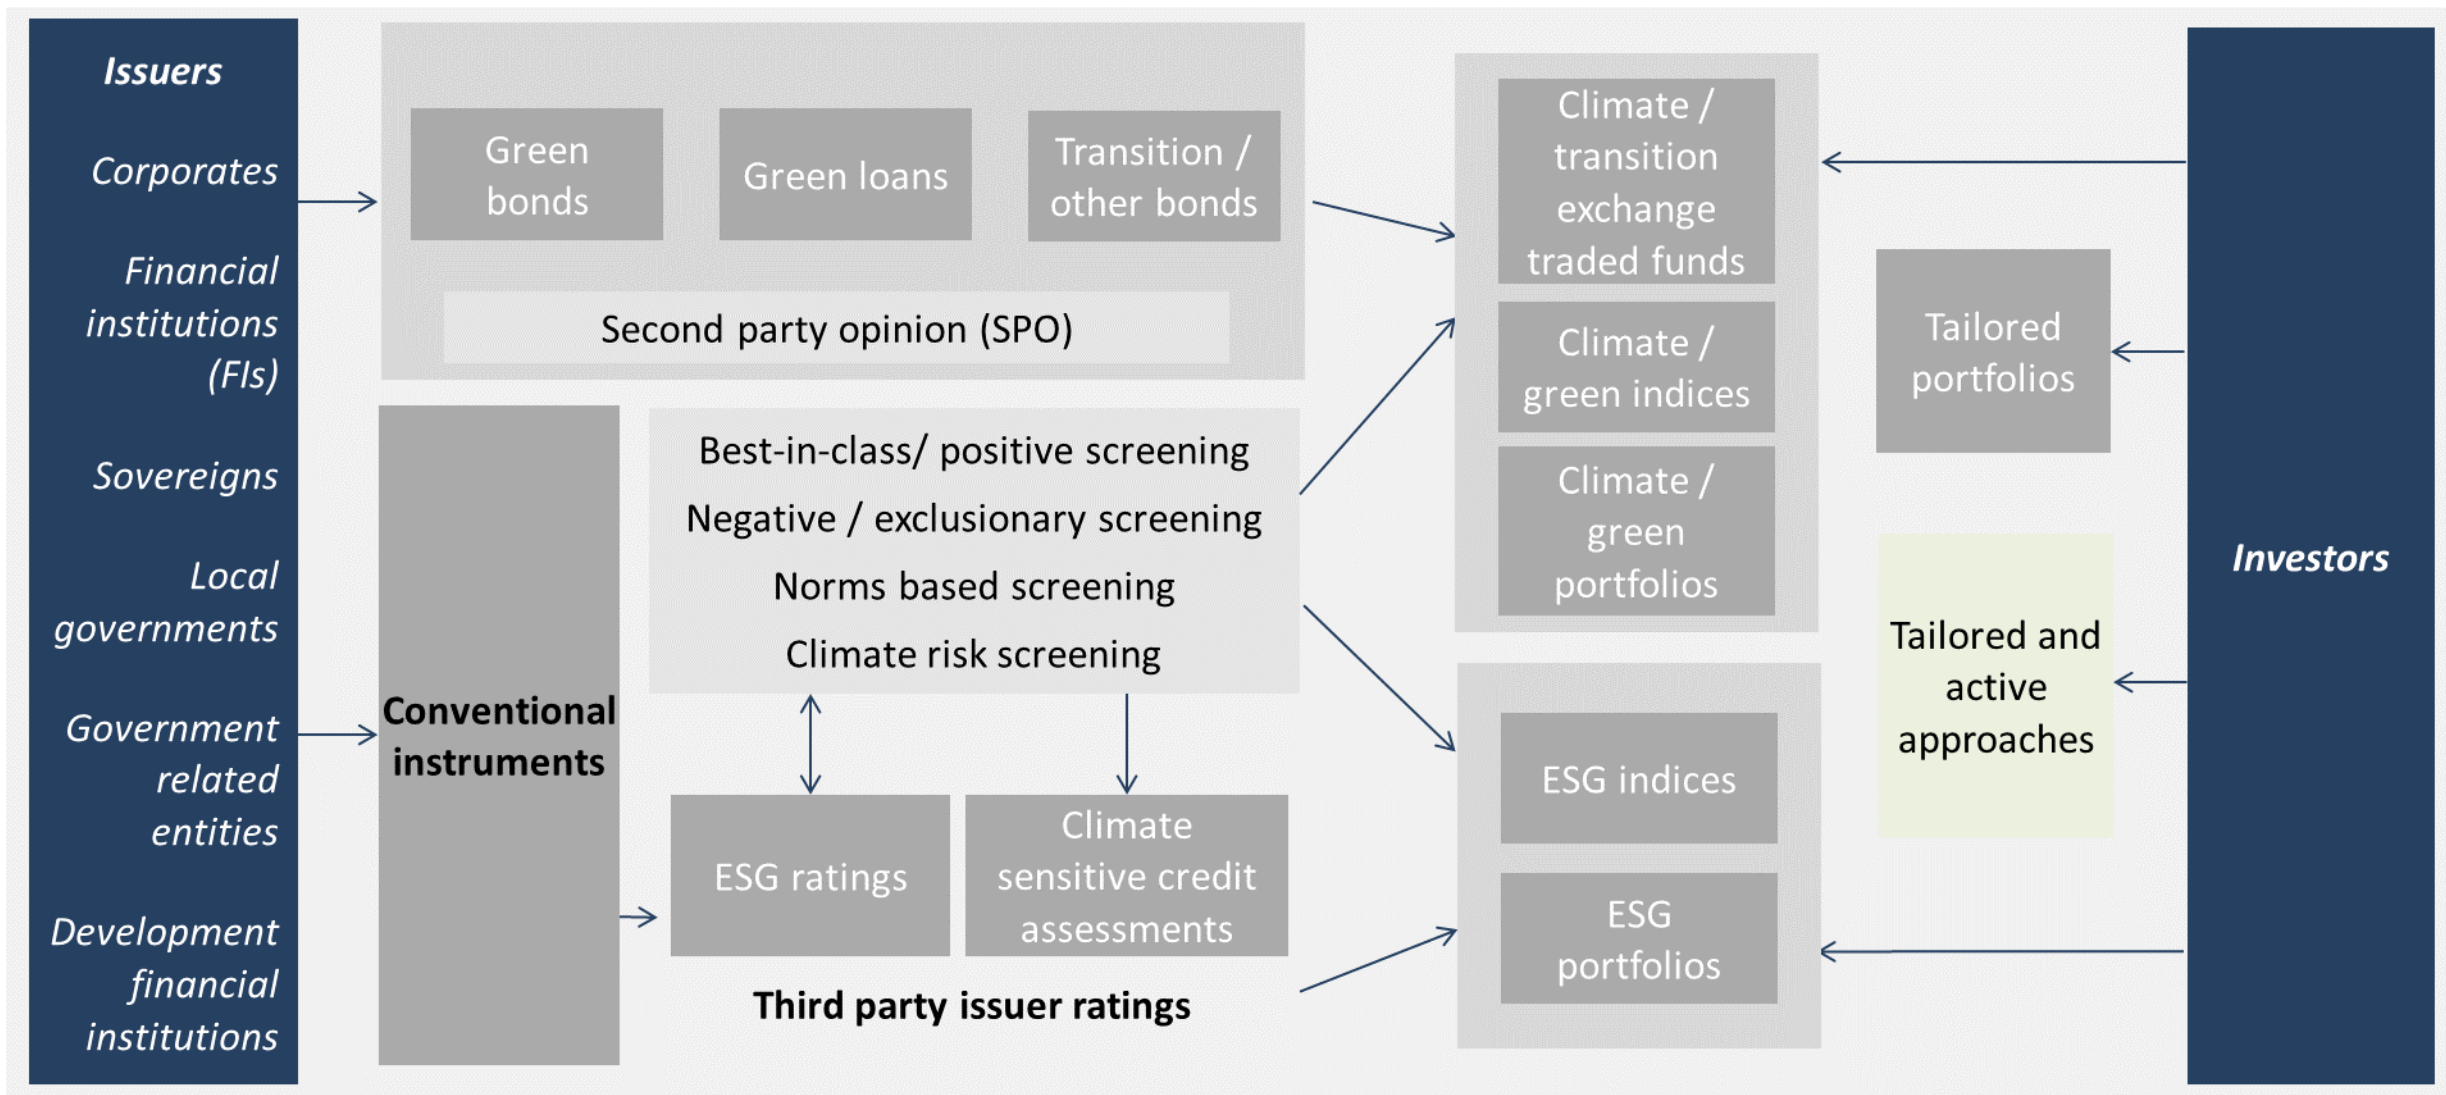 Issuers
Corporates
Financial
institutions
(FIs)
Sovereigns
Local
governments
Government
related
entities
Development
financial
institutions
Green
bonds
Green loans
Transition /
other bonds
Second party opinion (SPO)
Conventional
instruments
Best-in-class/ positive screening
Negative / exclusionary screening
Norms based screening
Climate risk screening
ESG ratings
Climate
sensitive credit
assessments
Third party issuer ratings
Climate /
transition
exchange
traded funds
Climate /
green indices
Climate /
green
portfolios
ESG indices
ESG
portfolios
Tailored
portfolios
Tailored and
active
approaches
Investors